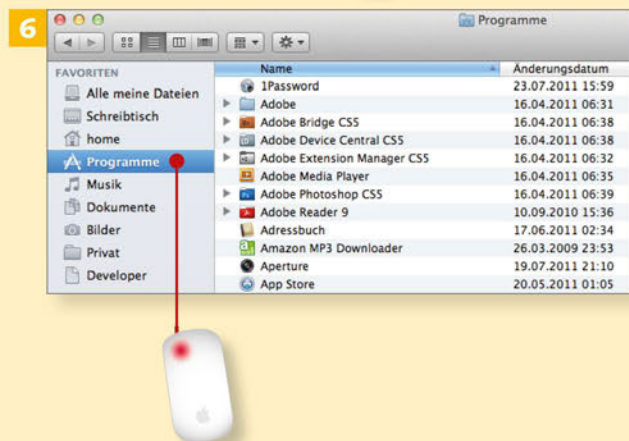 6
Programme
FAVORITEN
Alle meine Dateien
Schreibtisch
home
Programme
Musik
Dokumente
Bilder
Privat
Developer
Name Änderungsdatum
1Password 23.07.2011 15:59
Adobe 16.04.2011 06:31
Adobe Bridge CS5 16.04.2011 06:38
Adobe Device Central CS5 16.04.2011 06:38
Adobe Extension Manager CS5 16.04.2011 06:32
Adobe Media Player 16.04.2011 06:35
Adobe Photoshop CS5 16.04.2011 06:39
Adobe Reader 9 10.09.2010 15:36
Adressbuch 17.06.2011 02:34
Amazon MP3 Downloader 26.03.2009 23:53
Aperture 19.07.2011 21:10
App Store 20.05.2011 01:05